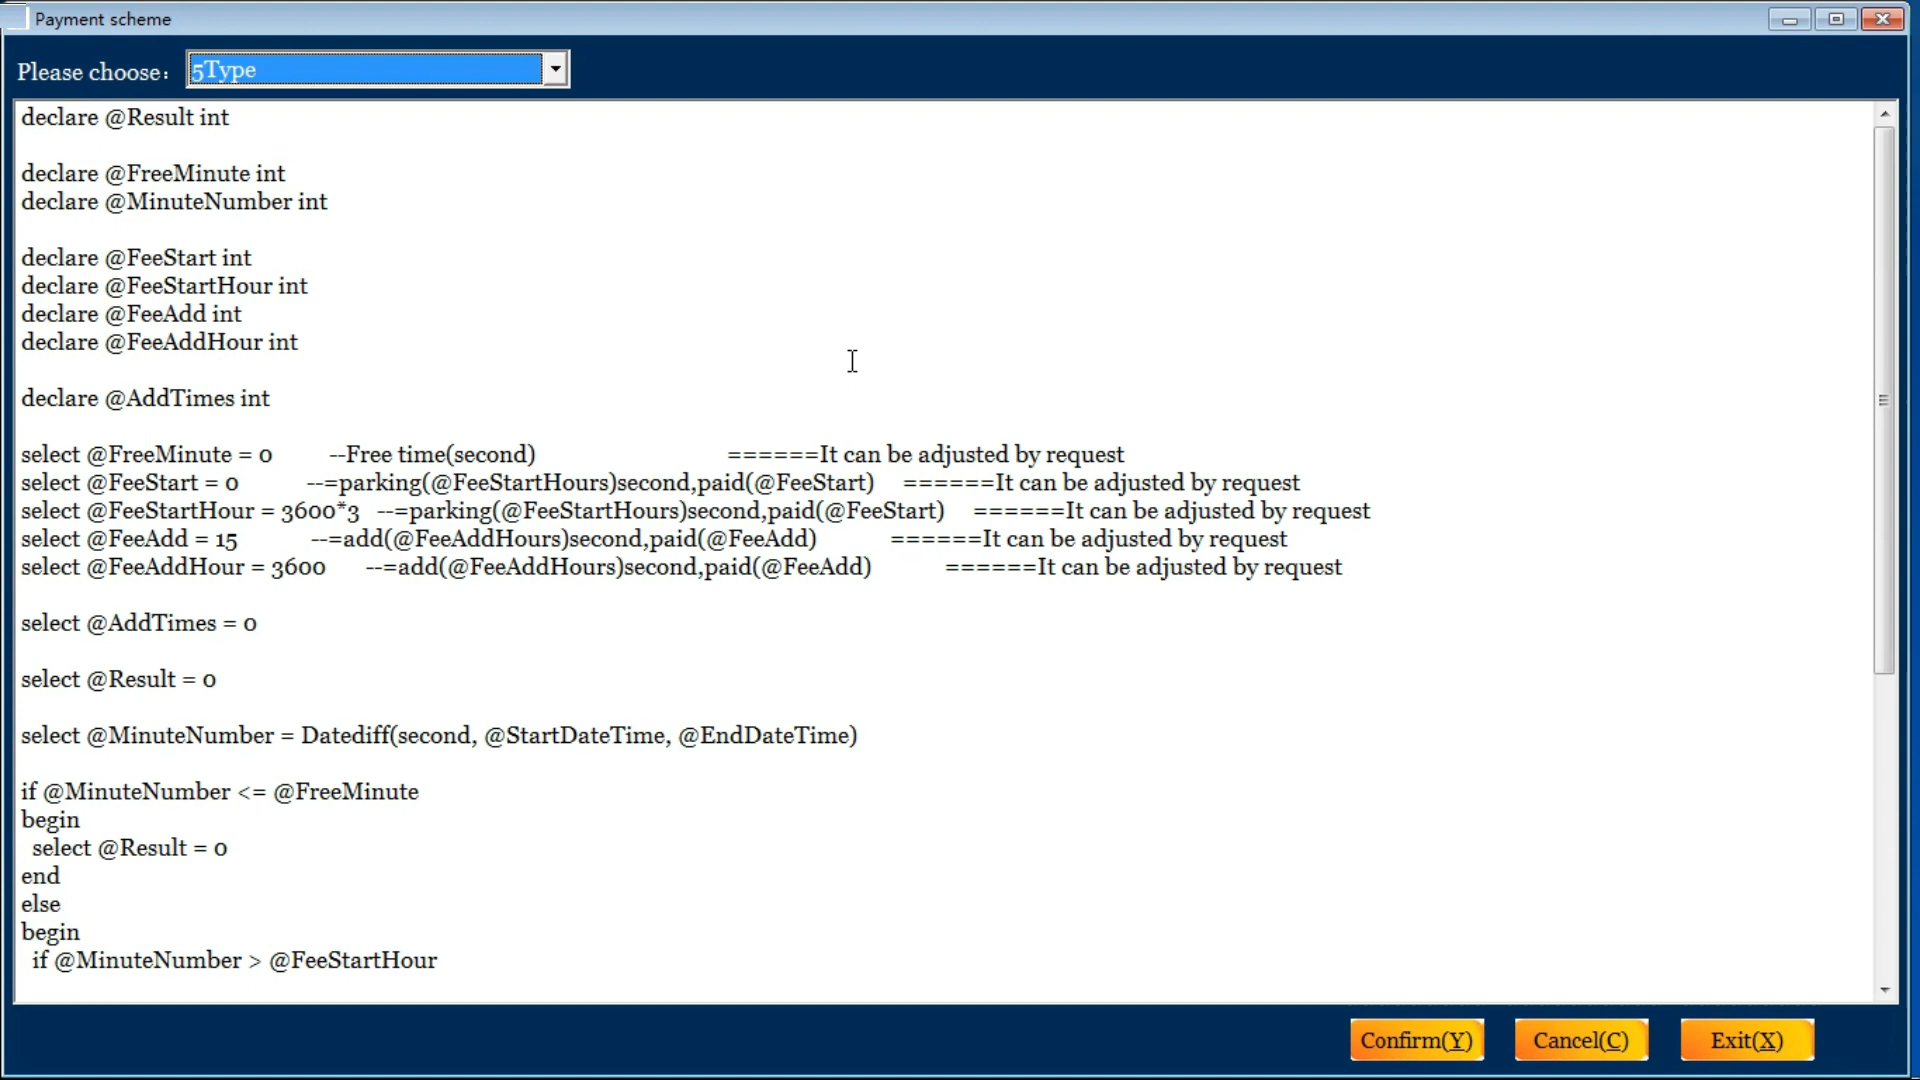 Payment scheme
Please choose: 5Type
declare @Result int
declare @FreeMinute int
declare @MinuteNumber int
declare @FeeStart int
declare @FeeStartHour int
declare @FeeAdd int
declare @FeeAddHour int
declare @AddTimes int
select @FreeMinute = 0 --Free time(second) ======It can be adjusted by request
select @FeeStart = 0 --=parking(@FeeStartHours)second,paid(@FeeStart) ======It can be adjusted by request
select @FeeStartHour = 3600*3 --=parking(@FeeStartHours)second,paid(@FeeStart) ======It can be adjusted by request
select @FeeAdd = 15 --=add(@FeeAddHours)second,paid(@FeeAdd) ======It can be adjusted by request
select @FeeAddHour = 3600 --=add(@FeeAddHours)second,paid(@FeeAdd) ======It can be adjusted by request
select @AddTimes = 0
select @Result = 0
select @MinuteNumber = Datediff(second, @StartDateTime, @EndDateTime)
if @MinuteNumber <= @FreeMinute
begin
select @Result = 0
end
else
begin
if @MinuteNumber > @FeeStartHour
Confirm(Y) Cancel(C) Exit(X)